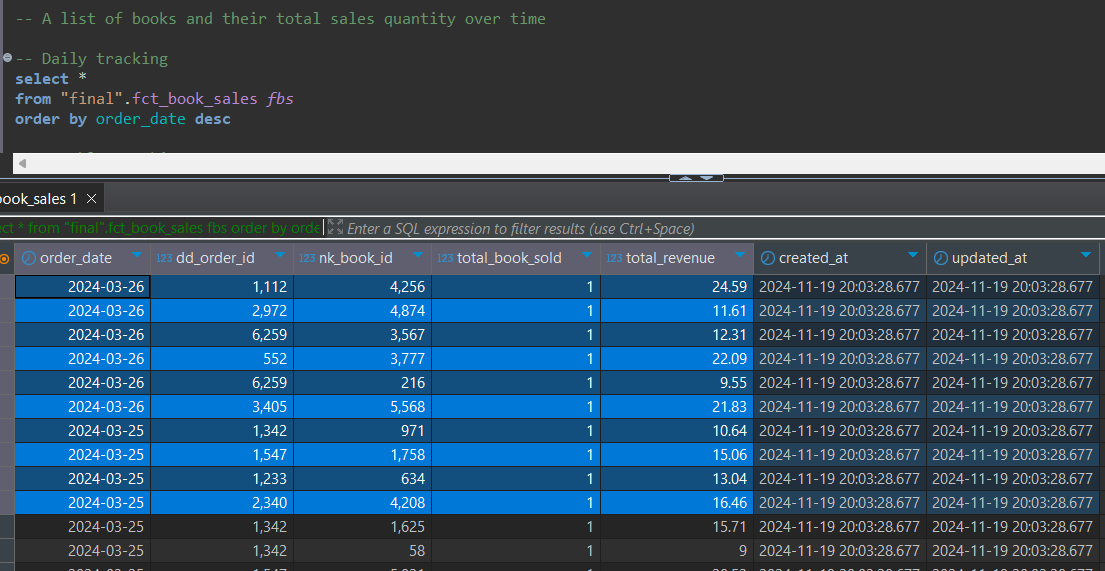 -- A list of books and their total sales quantity over time
-- Daily tracking
select *
from "final".fct_book_sales fbs
order by order_date desc
book_sales 1
ect * from "final".fct_book_sales fbs order by orde Enter a SQL expression to filter results (use Ctrl+Space)
order_date 123 dd_order_id 123 nk_book_id 123 total_book_sold 123 total_revenue created_at updated_at
2024-03-26 1,112 4,256 1 24.59 2024-11-19 20:03:28.677 2024-11-19 20:03:28.677
2024-03-26 2,972 4,874 1 11.61 2024-11-19 20:03:28.677 2024-11-19 20:03:28.677
2024-03-26 6,259 3,567 1 12.31 2024-11-19 20:03:28.677 2024-11-19 20:03:28.677
2024-03-26 552 3,777 1 22.09 2024-11-19 20:03:28.677 2024-11-19 20:03:28.677
2024-03-26 6,259 216 1 9.55 2024-11-19 20:03:28.677 2024-11-19 20:03:28.677
2024-03-26 3,405 5,568 1 21.83 2024-11-19 20:03:28.677 2024-11-19 20:03:28.677
2024-03-25 1,342 971 1 10.64 2024-11-19 20:03:28.677 2024-11-19 20:03:28.677
2024-03-25 1,547 1,758 1 15.06 2024-11-19 20:03:28.677 2024-11-19 20:03:28.677
2024-03-25 1,233 634 1 13.04 2024-11-19 20:03:28.677 2024-11-19 20:03:28.677
2024-03-25 2,340 4,208 1 16.46 2024-11-19 20:03:28.677 2024-11-19 20:03:28.677
2024-03-25 1,342 1,625 1 15.71 2024-11-19 20:03:28.677 2024-11-19 20:03:28.677
2024-03-25 1,342 58 1 9 2024-11-19 20:03:28.677 2024-11-19 20:03:28.677